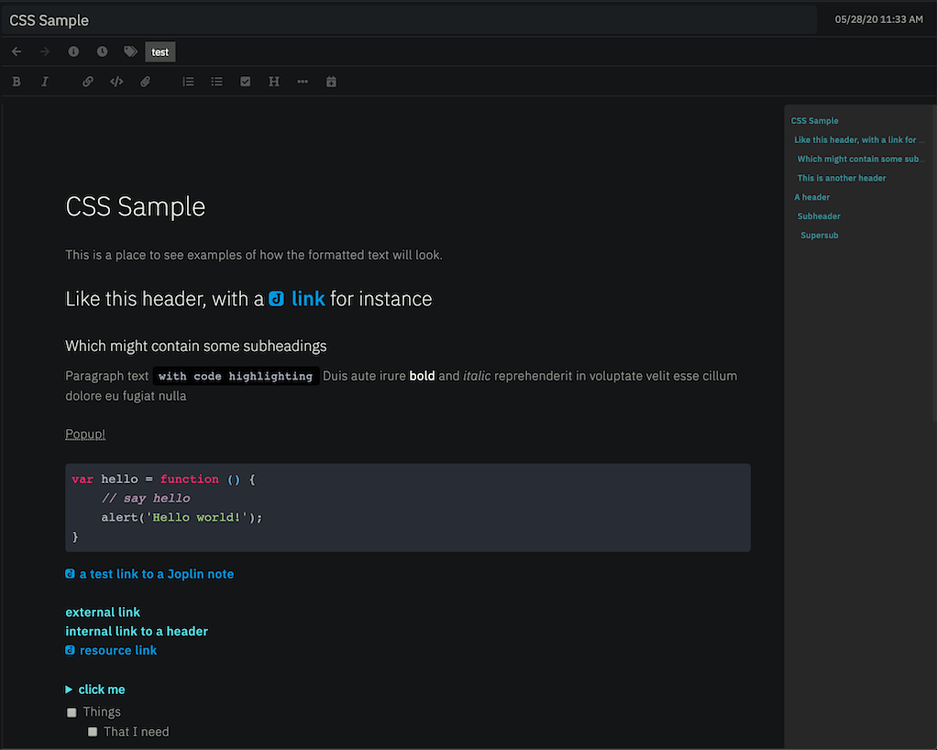 CSS Sample
05/28/20 11:33 AM
test
B I </> H
CSS Sample
Like this header, with a link for ...
Which might contain some sub...
This is another header
A header
Subheader
Supersub
CSS Sample
This is a place to see examples of how the formatted text will look.
Like this header, with a link for instance
Which might contain some subheadings
Paragraph text with code highlighting Duis aute irure bold and italic reprehenderit in voluptate velit esse cillum
dolore eu fugiat nulla
Popup!
var hello = function () {
    // say hello
    alert('Hello world!');
}
a test link to a Joplin note
external link
internal link to a header
resource link
click me
Things
That I need